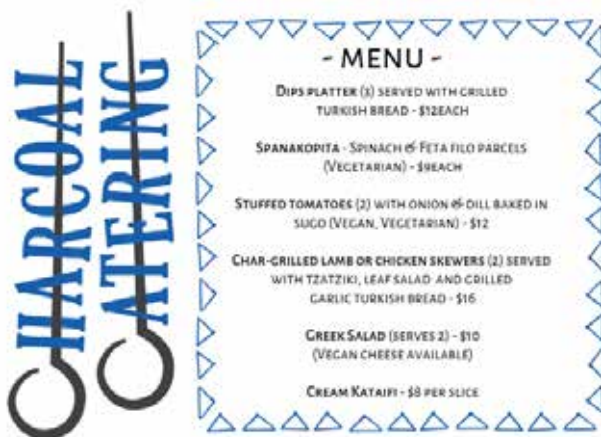 CHARCOAL
CATERING
- MENU -
DIPS PLATTER (3) SERVED WITH GRILLED
TURKISH BREAD - $12EACH
SPANAKOPITA - SPINACH & FETA FILO PARCELS
(VEGETARIAN) - $9EACH
STUFFED TOMATOES (2) WITH ONION & DILL BAKED IN
SUGO (VEGAN, VEGETARIAN) - $12
CHAR-GRILLED LAMB OR CHICKEN SKEWERS (2) SERVED
WITH TZATZIKI, LEAF SALAD AND GRILLED
GARLIC TURKISH BREAD - $16
GREEK SALAD (SERVES 2) - $10
(VEGAN CHEESE AVAILABLE)
CREAM KATAIFI - $8 PER SLICE